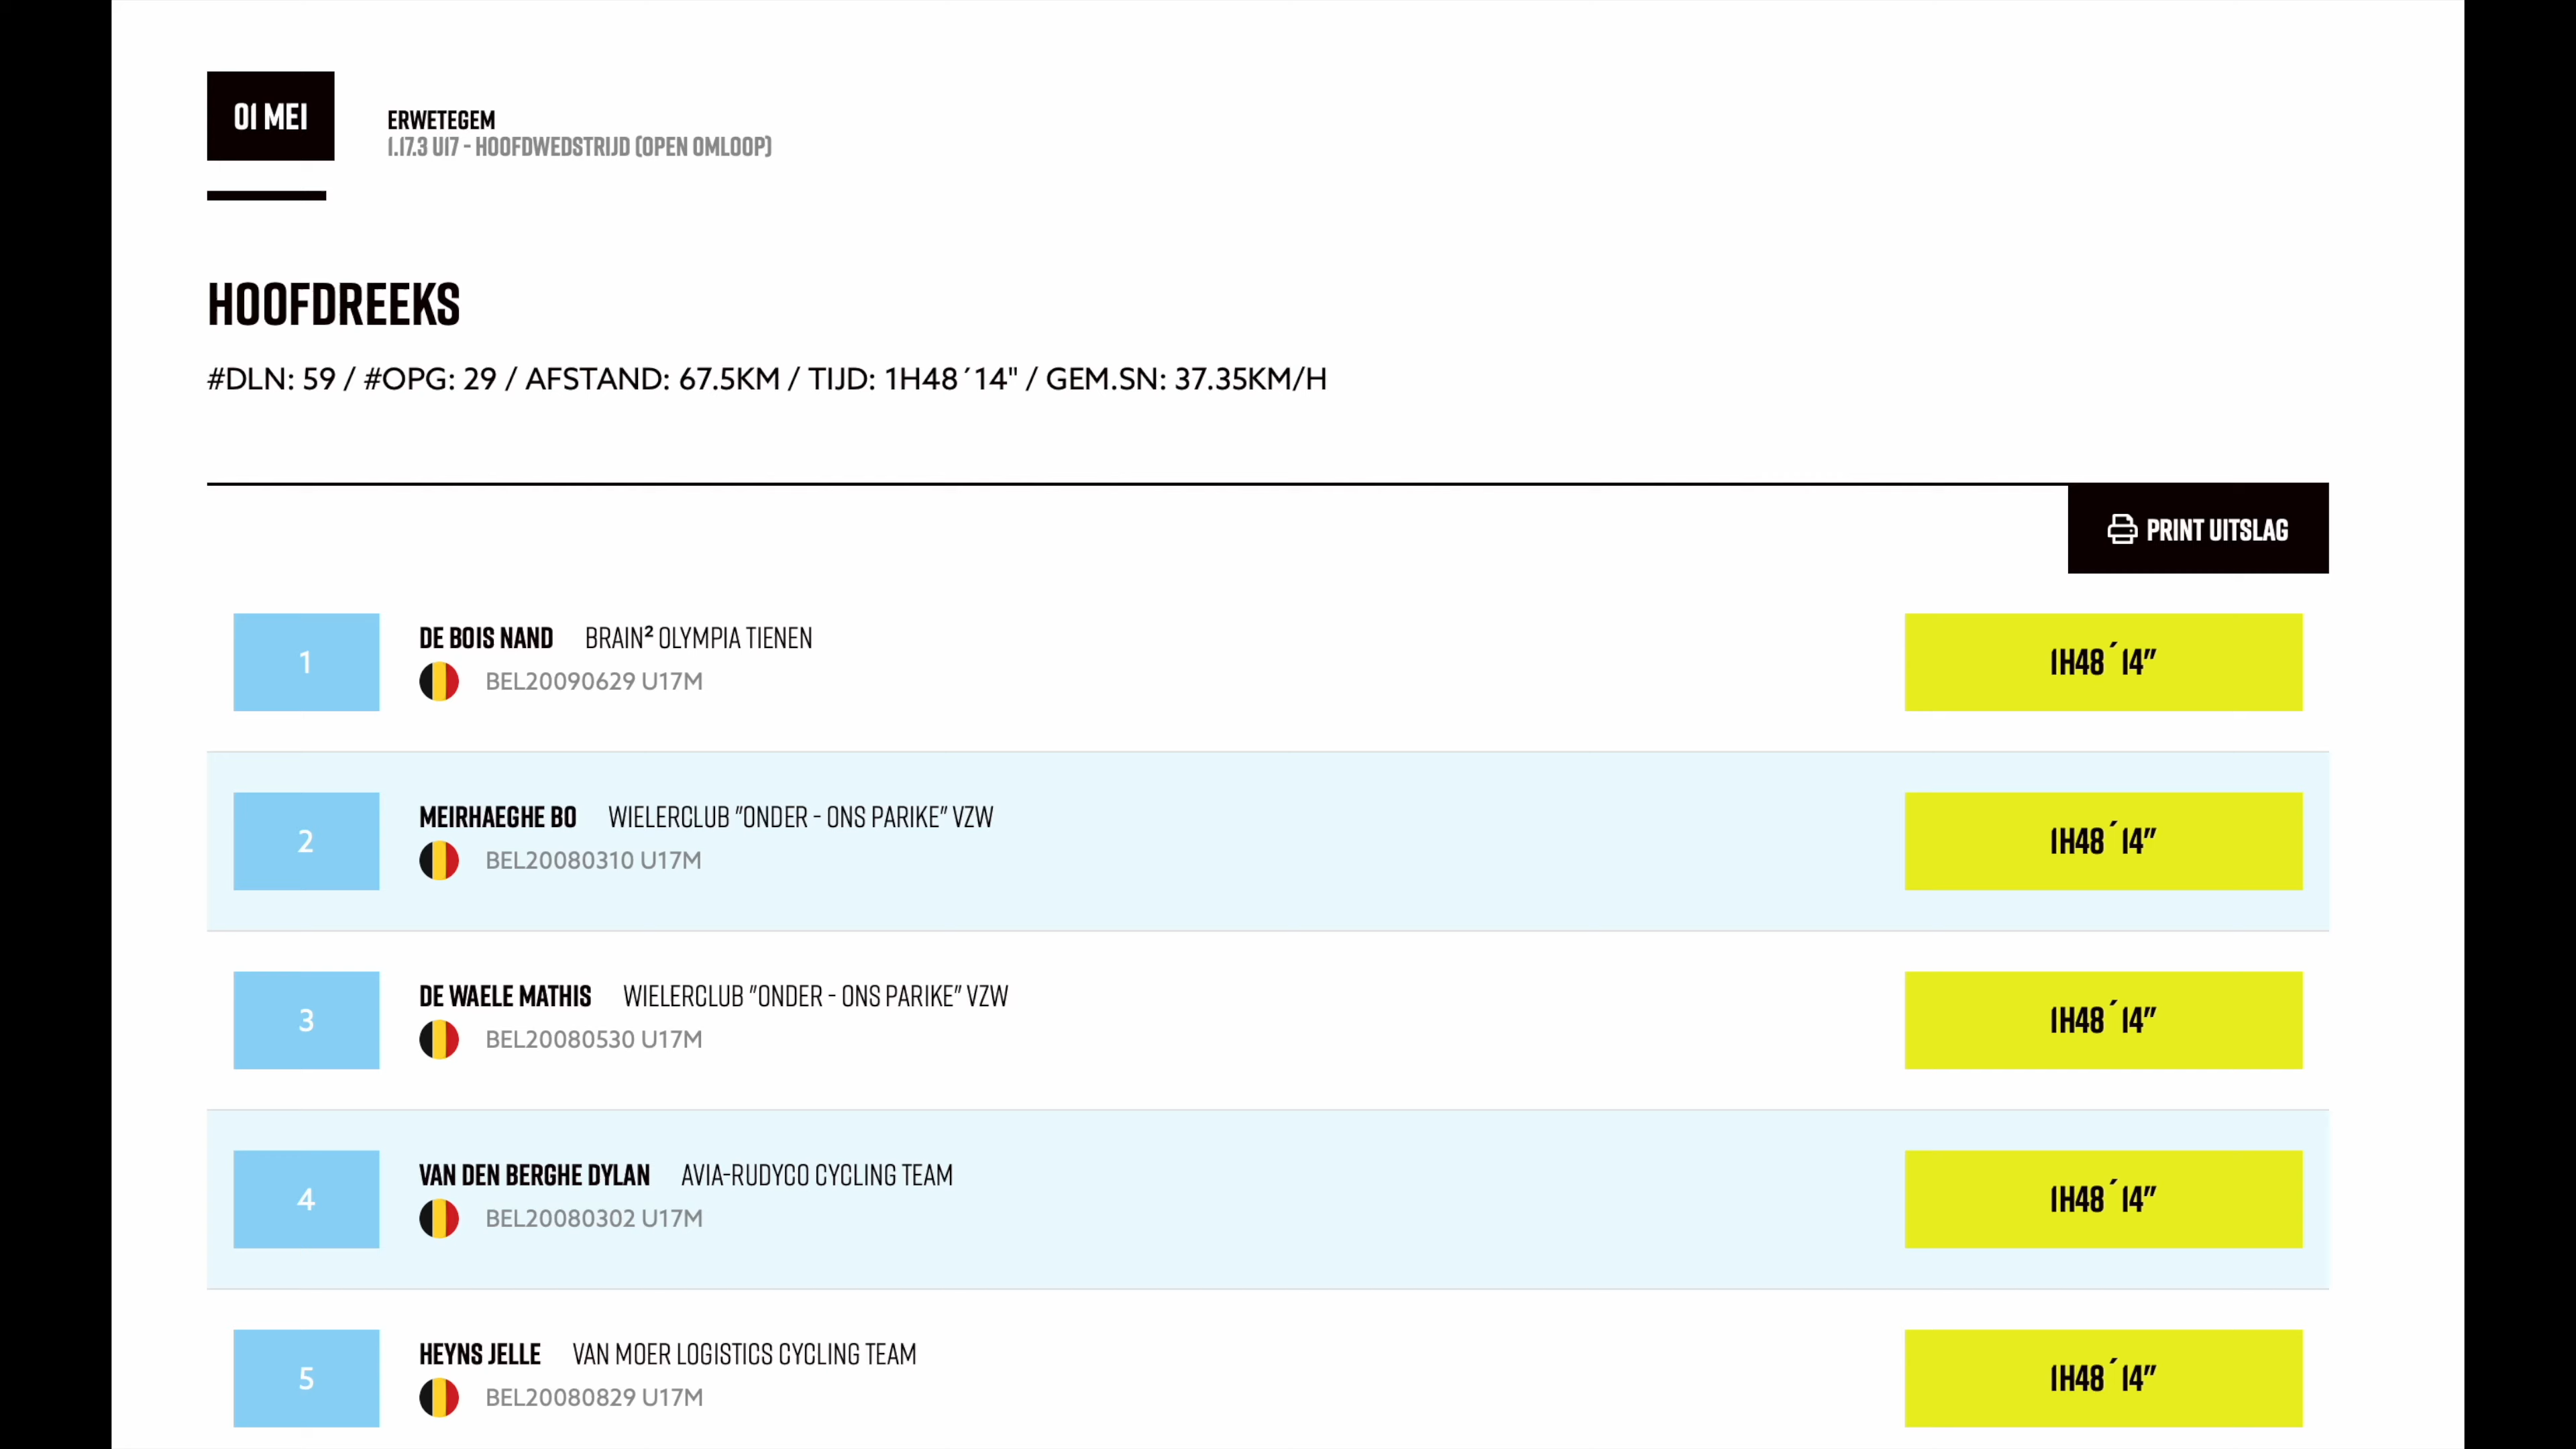 01 MEI
ERWETEGEM
1.17.3 U17 - HOOFDWEDSTRIJD (OPEN OMLOOP)
HOOFDREEKS
#DLN: 59 / #OPG: 29 / AFSTAND: 67.5KM / TIJD: 1H48´14" / GEM.SN: 37.35KM/H
PRINT UITSLAG
1 DE BOIS NAND BRAIN² OLYMPIA TIENEN 1H48´14"
BEL20090629 U17M
2 MEIRHAEGHE BO WIELERCLUB "ONDER - ONS PARIKE" VZW 1H48´14"
BEL20080310 U17M
3 DE WAELE MATHIS WIELERCLUB "ONDER - ONS PARIKE" VZW 1H48´14"
BEL20080530 U17M
4 VAN DEN BERGHE DYLAN AVIA-RUDYCO CYCLING TEAM 1H48´14"
BEL20080302 U17M
5 HEYNS JELLE VAN MOER LOGISTICS CYCLING TEAM 1H48´14"
BEL20080829 U17M